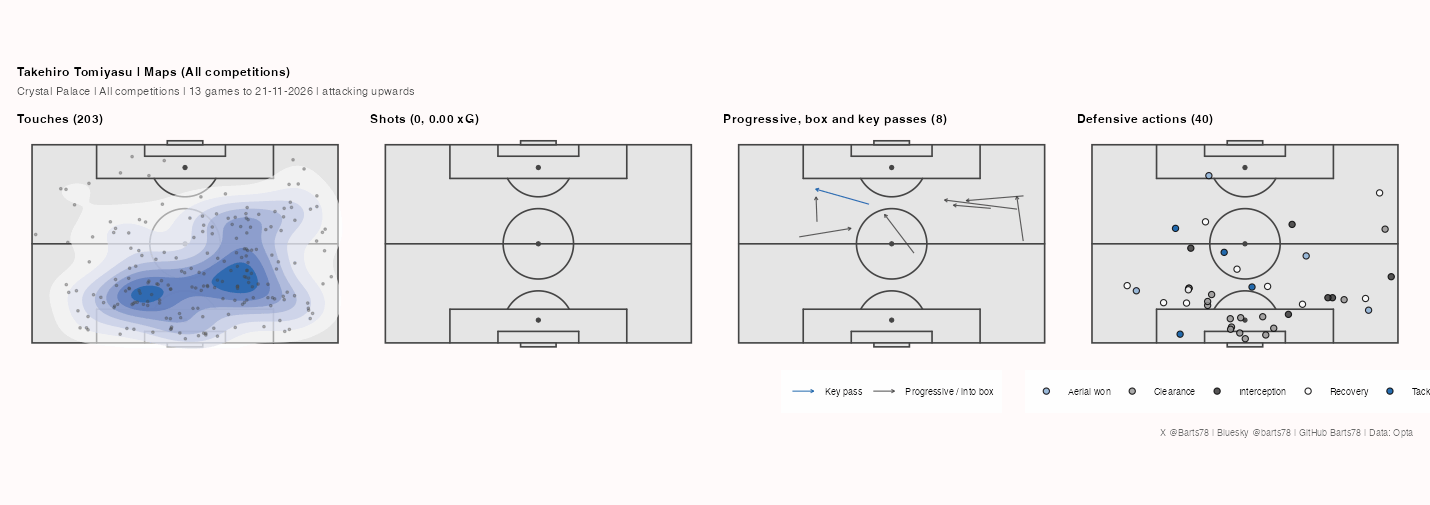 Takehiro Tomiyasu | Maps (All competitions)
Crystal Palace | All competitions | 13 games to 21-11-2026 | attacking upwards
Touches (203)
Shots (0, 0.00 xG)
Progressive, box and key passes (8)
Defensive actions (40)
Key pass
Progressive / into box
Aerial won
Clearance
Interception
Recovery
Tack
X @Barts78 | Bluesky @barts78 | GitHub Barts78 | Data: Opta